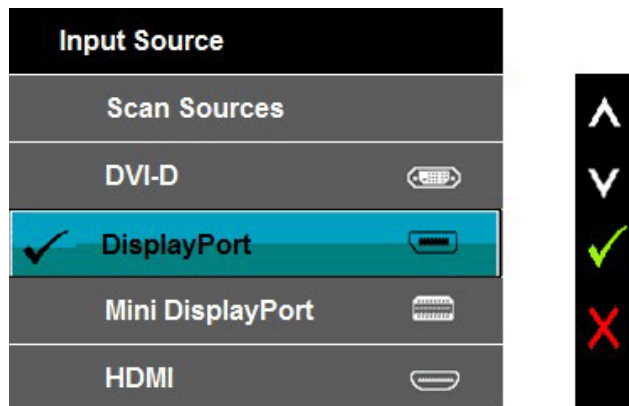 Input Source
Scan Sources
DVI-D
DisplayPort
Mini DisplayPort
HDMI